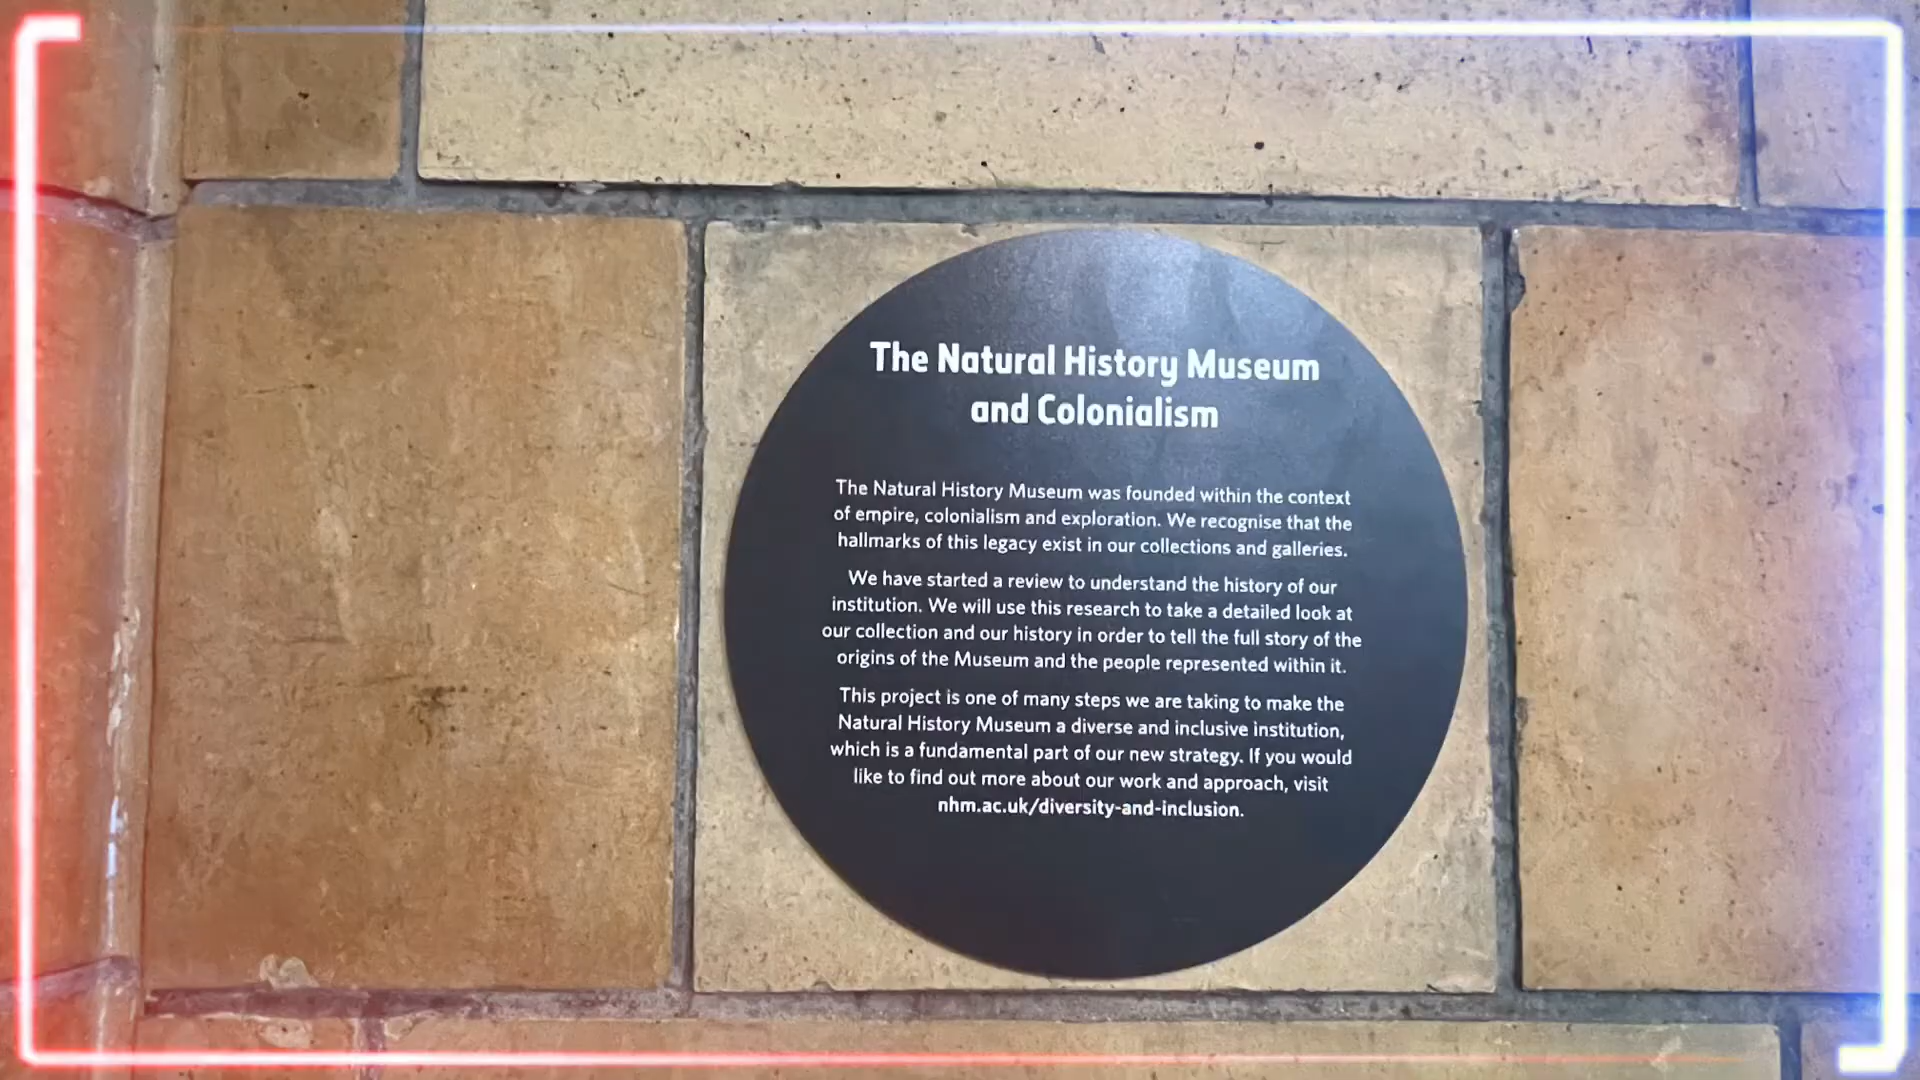 The Natural History Museum
and Colonialism
The Natural History Museum was founded within the context
of empire, colonialism and exploration. We recognise that the
hallmarks of this legacy exist in our collections and galleries.
We have started a review to understand the history of our
institution. We will use this research to take a detailed look at
our collection and our history in order to tell the full story of the
origins of the Museum and the people represented within it.
This project is one of many steps we are taking to make the
Natural History Museum a diverse and inclusive institution,
which is a fundamental part of our new strategy. If you would
like to find out more about our work and approach, visit
nhm.ac.uk/diversity-and-inclusion.